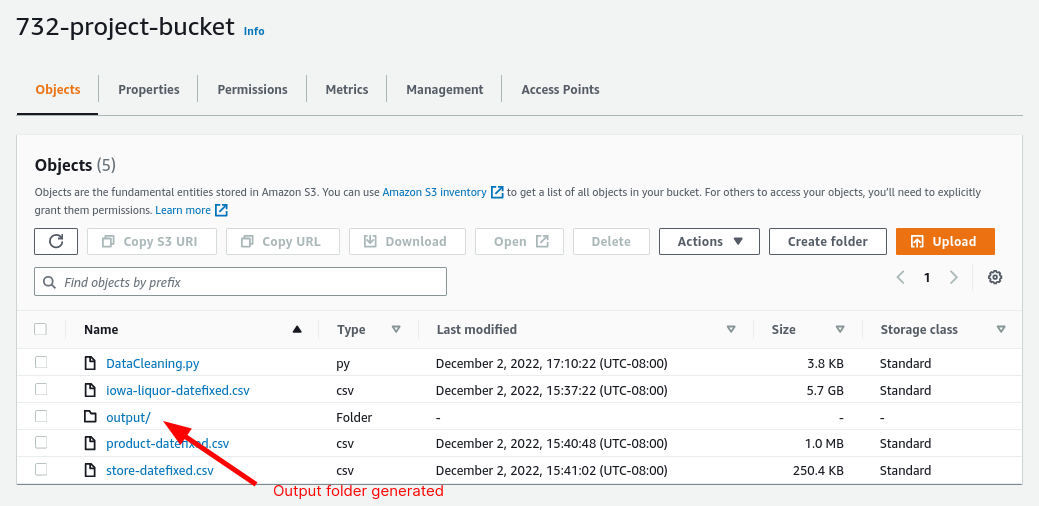 732-project-bucket Info
Objects Properties Permissions Metrics Management Access Points
Objects (5)
Objects are the fundamental entities stored in Amazon S3. You can use Amazon S3 inventory to get a list of all objects in your bucket. For others to access your objects, you'll need to explicitly
grant them permissions. Learn more
Copy S3 URI Copy URL Download Open Delete Actions Create folder Upload
Find objects by prefix 1
Name Type Last modified Size Storage class
DataCleaning.py py December 2, 2022, 17:10:22 (UTC-08:00) 3.8 KB Standard
iowa-liquor-datefixed.csv csv December 2, 2022, 15:37:22 (UTC-08:00) 5.7 GB Standard
output/ Folder - - -
product-datefixed.csv csv December 2, 2022, 15:40:48 (UTC-08:00) 1.0 MB Standard
store-datefixed.csv csv December 2, 2022, 15:41:02 (UTC-08:00) 250.4 KB Standard
Output folder generated